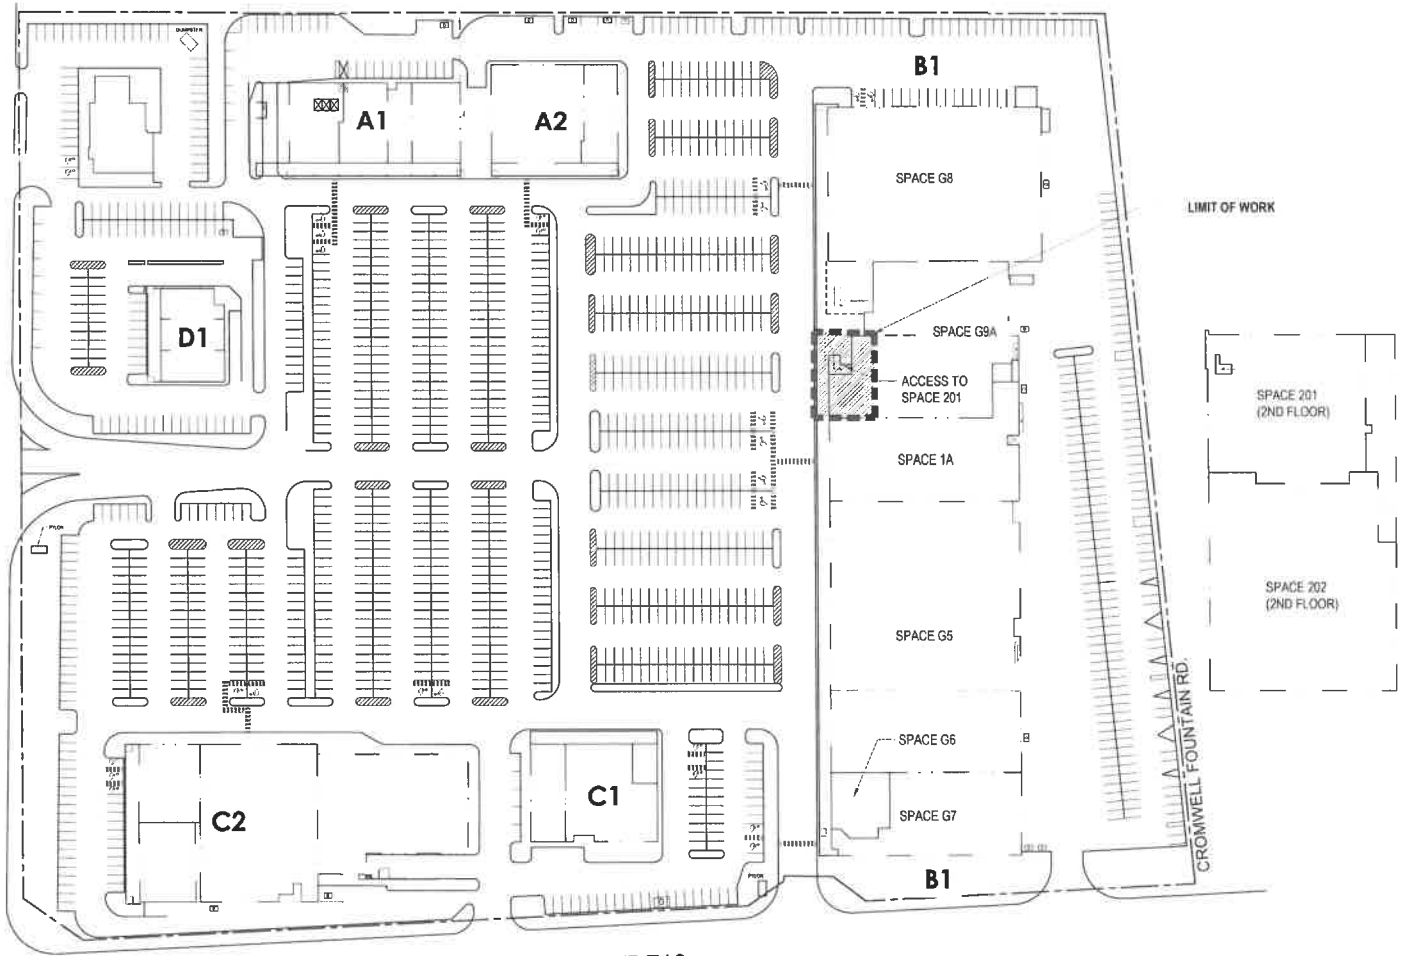 DUMPSTER
B1
A1
A2
SPACE G8
LIMIT OF WORK
D1
SPACE G9A
ACCESS TO
SPACE 201
SPACE 201
(2ND FLOOR)
SPACE 1A
PYLON
SPACE 202
(2ND FLOOR)
SPACE G5
CROMWELL FOUNTAIN RD.
SPACE G6
C1
C2
SPACE G7
PYLON
B1